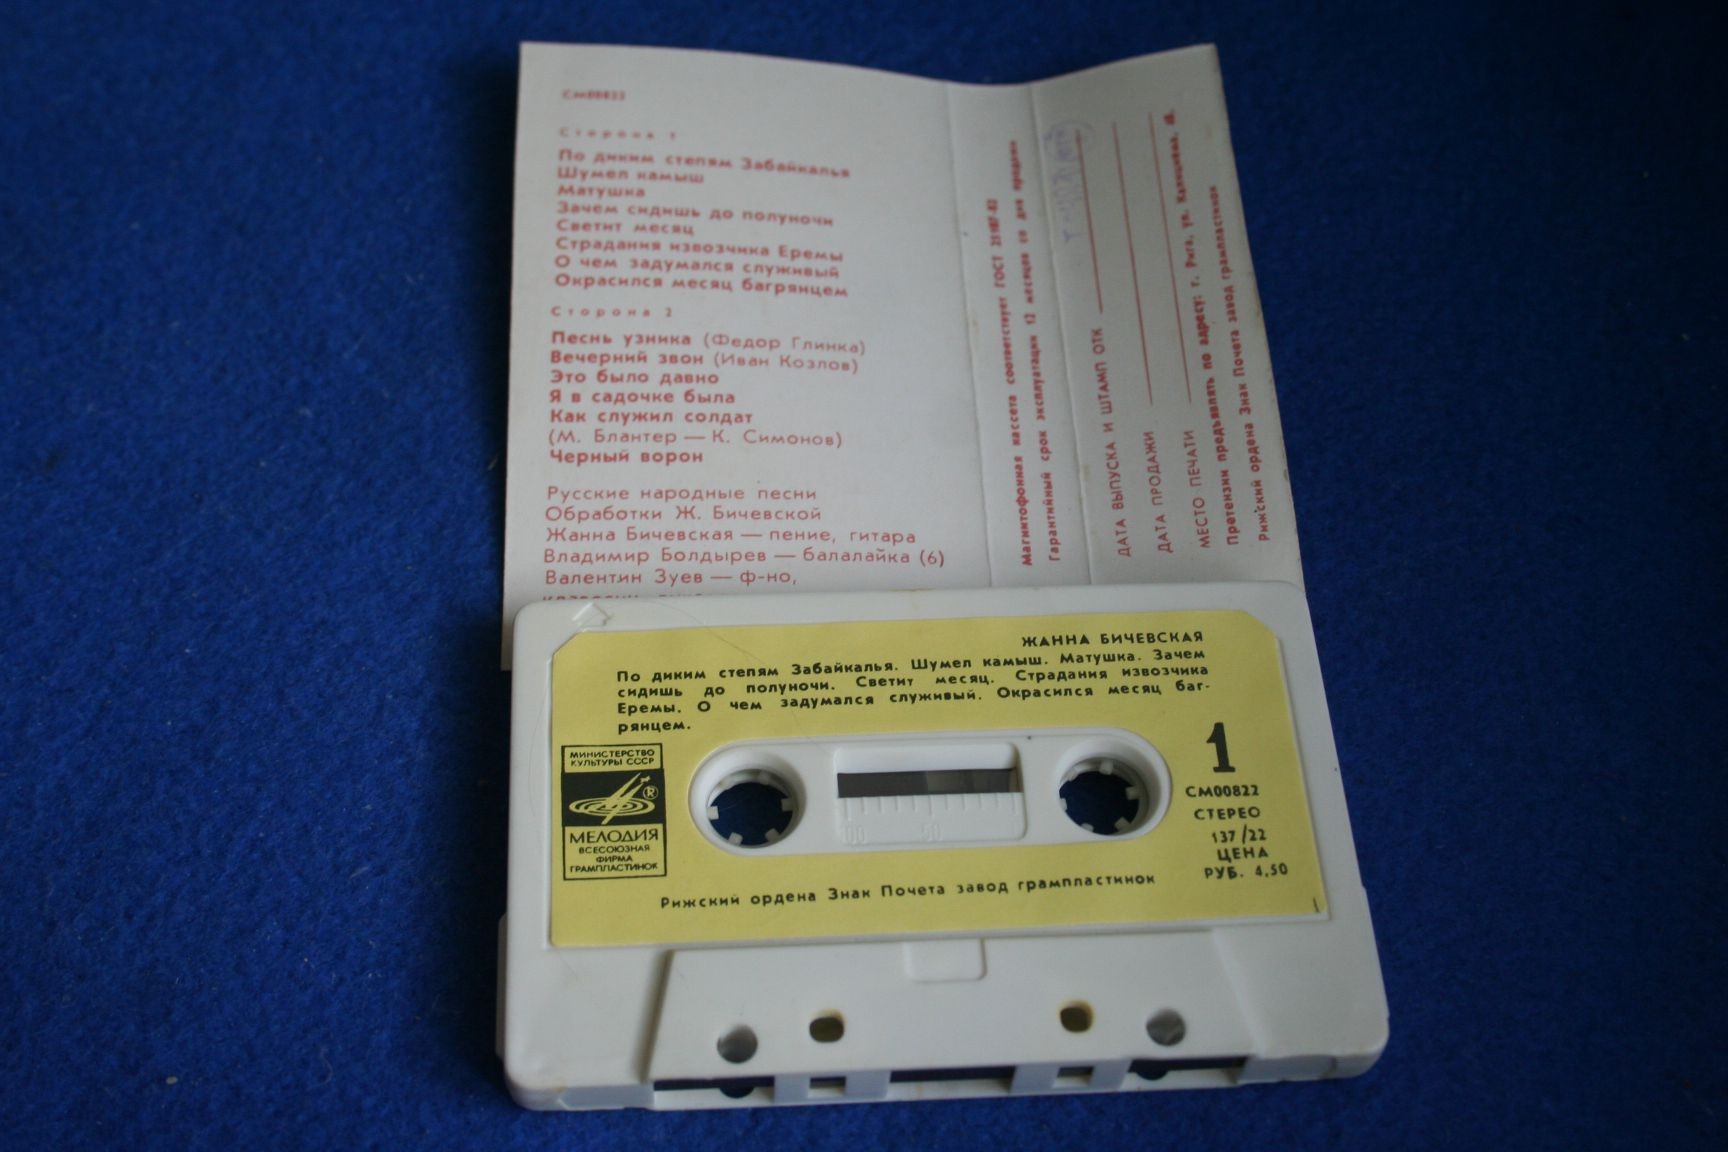 СМ00822
Сторона 1
По диким степям Забайкалья
Шумел камыш
Матушка
Зачем сидишь до полуночи
Светит месяц
Страдания извозчика Еремы
О чем задумался служивый
Окрасился месяц багрянцем
Сторона 2
Песнь узника (Федор Глинка)
Вечерний звон (Иван Козлов)
Это было давно
Я в садочке была
Как служил солдат
(М. Блантер — К. Симонов)
Черный ворон
Русские народные песни
Обработки Ж. Бичевской
Жанна Бичевская — пение, гитара
Владимир Болдырев — балалайка (6)
Валентин Зуев — ф-но,
Магнитофонная кассета соответствует ГОСТ
Гарантийный срок эксплуатации 12 месяцев со дня продажи
ДАТА ВЫПУСКА И ШТАМП ОТК
ДАТА ПРОДАЖИ
МЕСТО ПЕЧАТИ
Претензии предъявлять по адресу: г. Рига, ул.
Рижский ордена Знак Почета завод грампластинок
ЖАННА БИЧЕВСКАЯ
По диким степям Забайкалья. Шумел камыш. Матушка. Зачем
сидишь до полуночи. Светит месяц. Страдания извозчика
Еремы. О чем задумался служивый. Окрасился месяц баг-
рянцем.
МИНИСТЕРСТВО
КУЛЬТУРЫ СССР
®
МЕЛОДИЯ
ВСЕСОЮЗНАЯ
ФИРМА
ГРАМПЛАСТИНОК
1
СМ00822
СТЕРЕО
137/22
ЦЕНА
РУБ. 4,50
100 50
Рижский ордена Знак Почета завод грампластинок